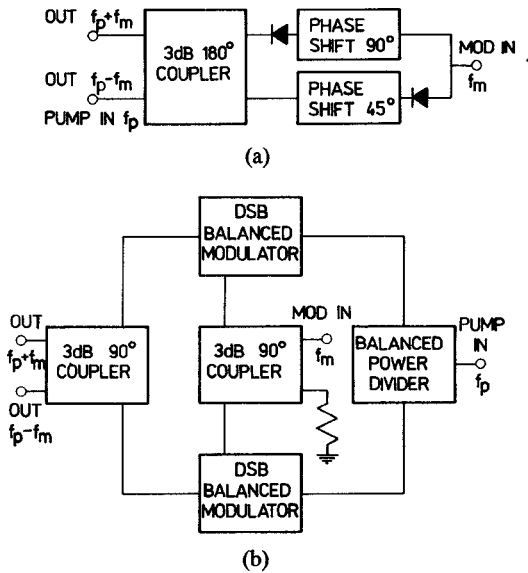 OUT fp+fm
3dB 180°
COUPLER
PHASE
SHIFT 90°
MOD IN
fm
OUT fp-fm
PUMP IN fp
PHASE
SHIFT 45°
(a)
DSB
BALANCED
MODULATOR
OUT
fp+fm
3dB 90°
COUPLER
OUT
fp-fm
3dB 90°
COUPLER
MOD IN
fm
BALANCED
POWER
DIVIDER
PUMP
IN
fp
DSB
BALANCED
MODULATOR
(b)